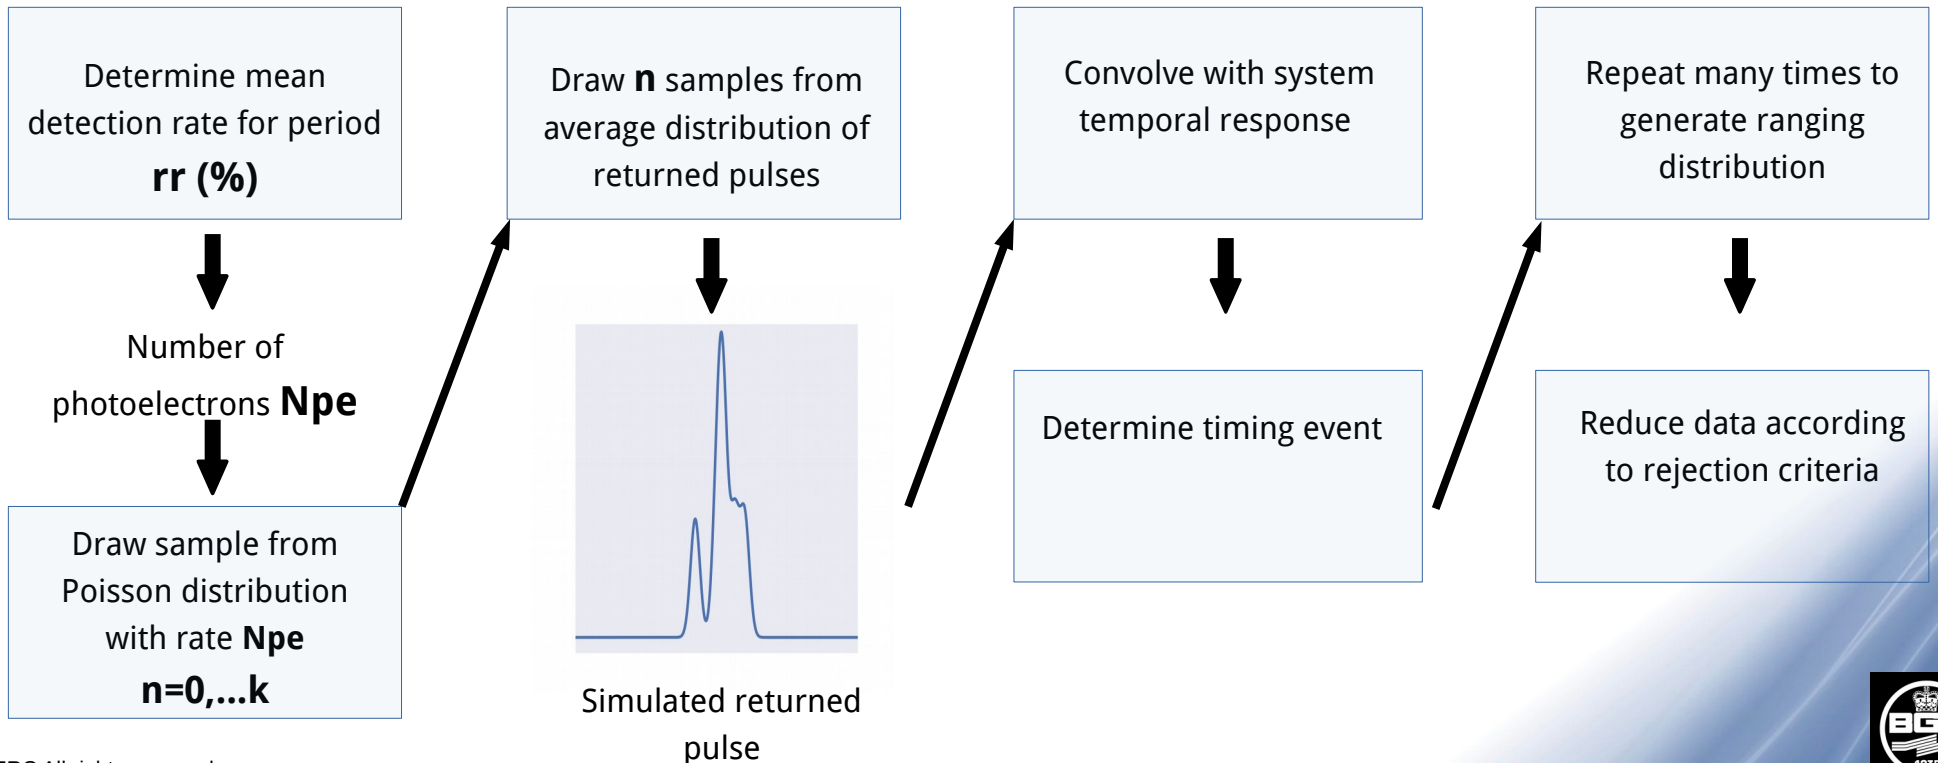 Determine mean
detection rate for period
rr (%)
Number of
photoelectrons Npe
Draw sample from
Poisson distribution
with rate Npe
n=0,...k
Draw n samples from
average distribution of
returned pulses
Simulated returned
pulse
Convolve with system
temporal response
Determine timing event
Repeat many times to
generate ranging
distribution
Reduce data according
to rejection criteria